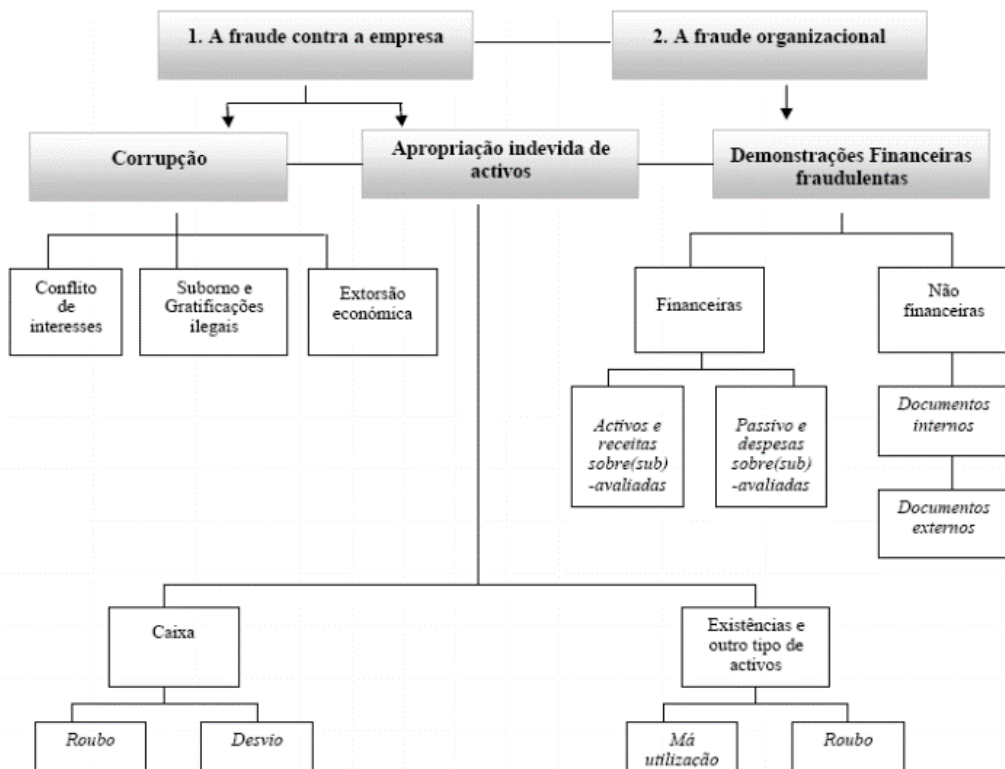 1. A fraude contra a empresa
2. A fraude organizacional
Corrupção
Apropriação indevida de
activos
Demonstrações Financeiras
fraudulentas
Conflito
de
interesses
Suborno e
Gratificações
ilegais
Extorsão
económica
Financeiras
Não
financeiras
Activos e
receitas
sobre(sub)
-avaliadas
Passivo e
despesas
sobre(sub)
-avaliadas
Documentos
internos
Documentos
externos
Caixa
Existências e
outro tipo de
activos
Roubo
Desvio
Má
utilização
Roubo